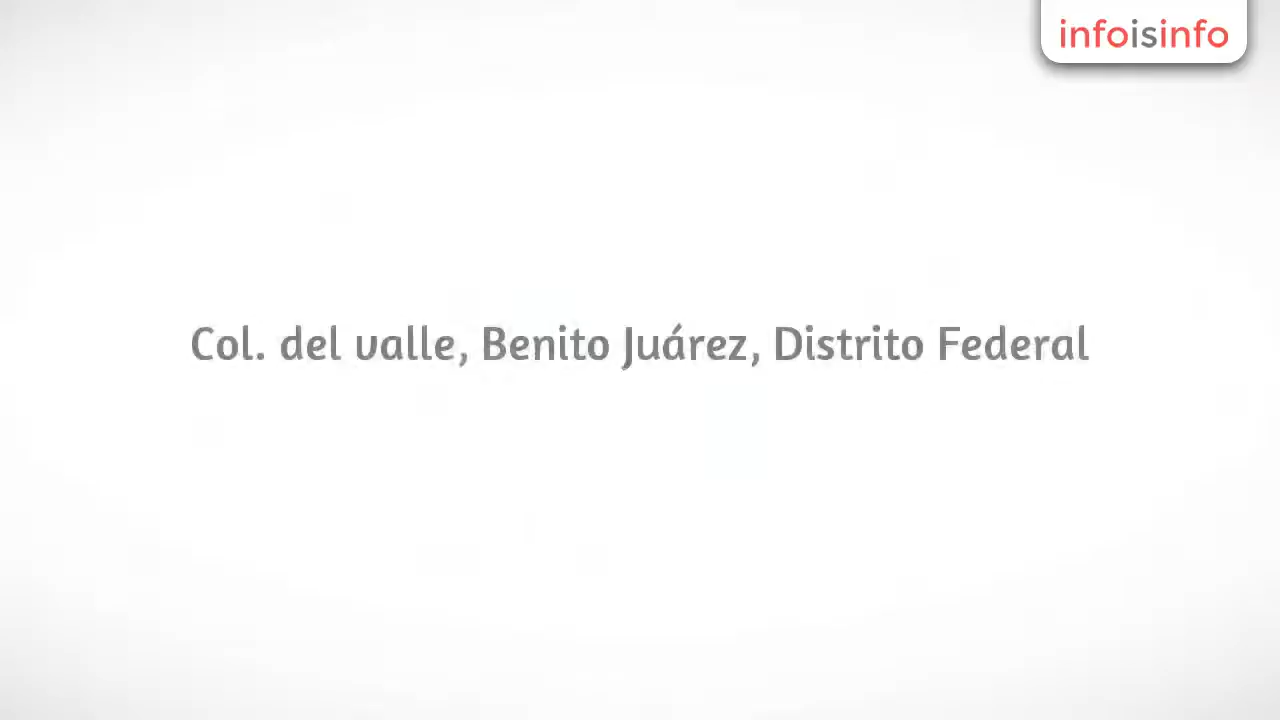 infoisinfo
Col. del valle, Benito Juárez, Distrito Federal